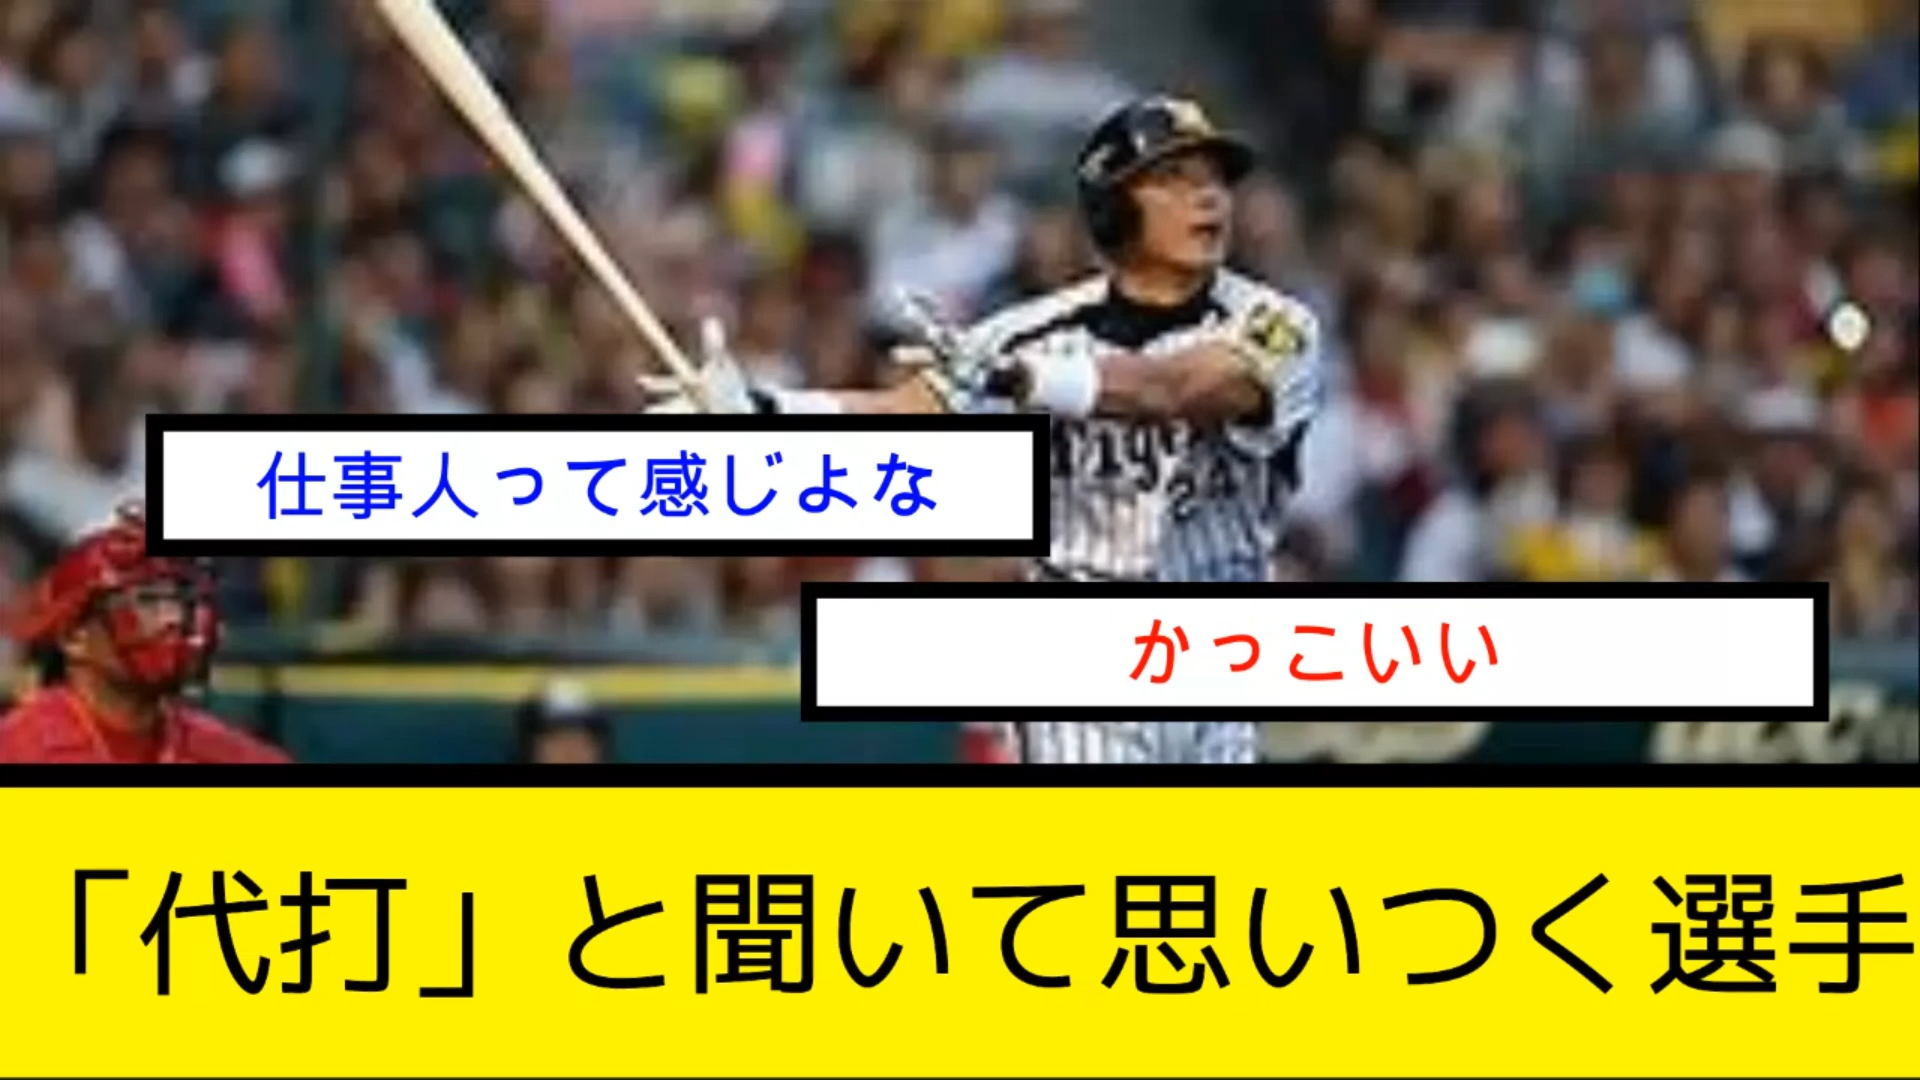 仕事人って感じよな
かっこいい
「代打」と聞いて思いつく選手